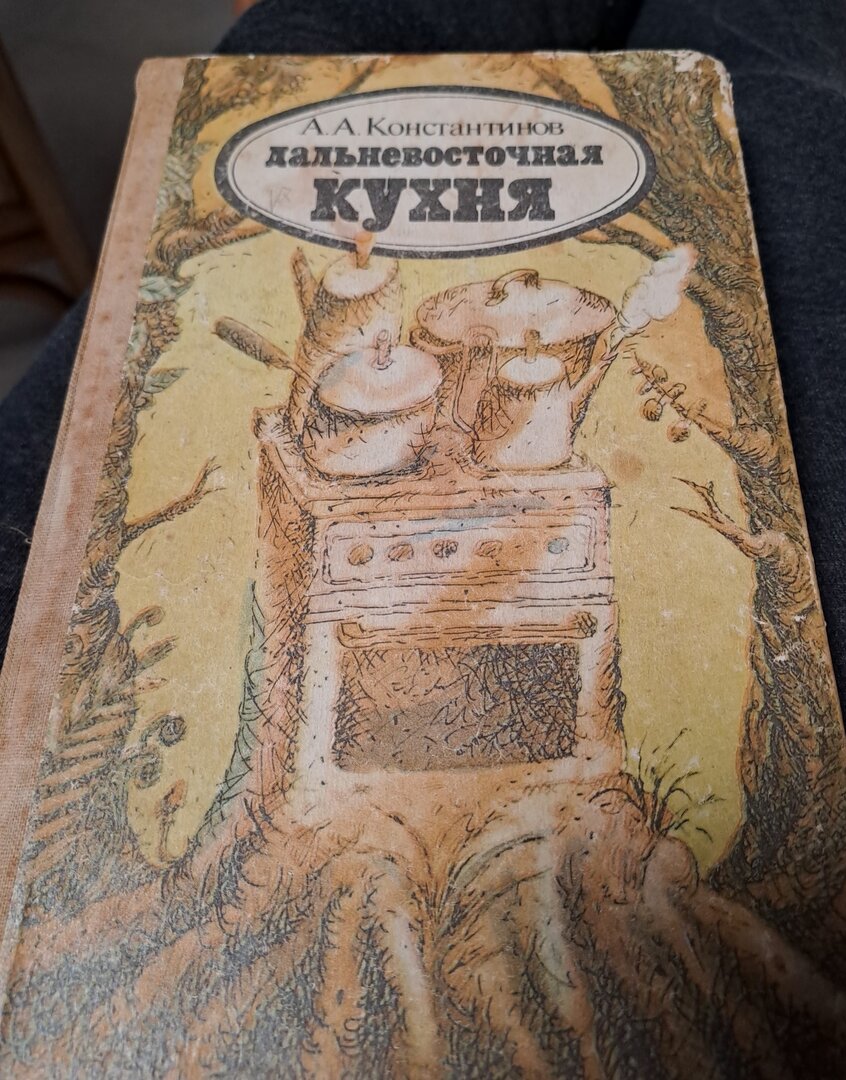 А. А. Константинов
дальневосточная
кухня